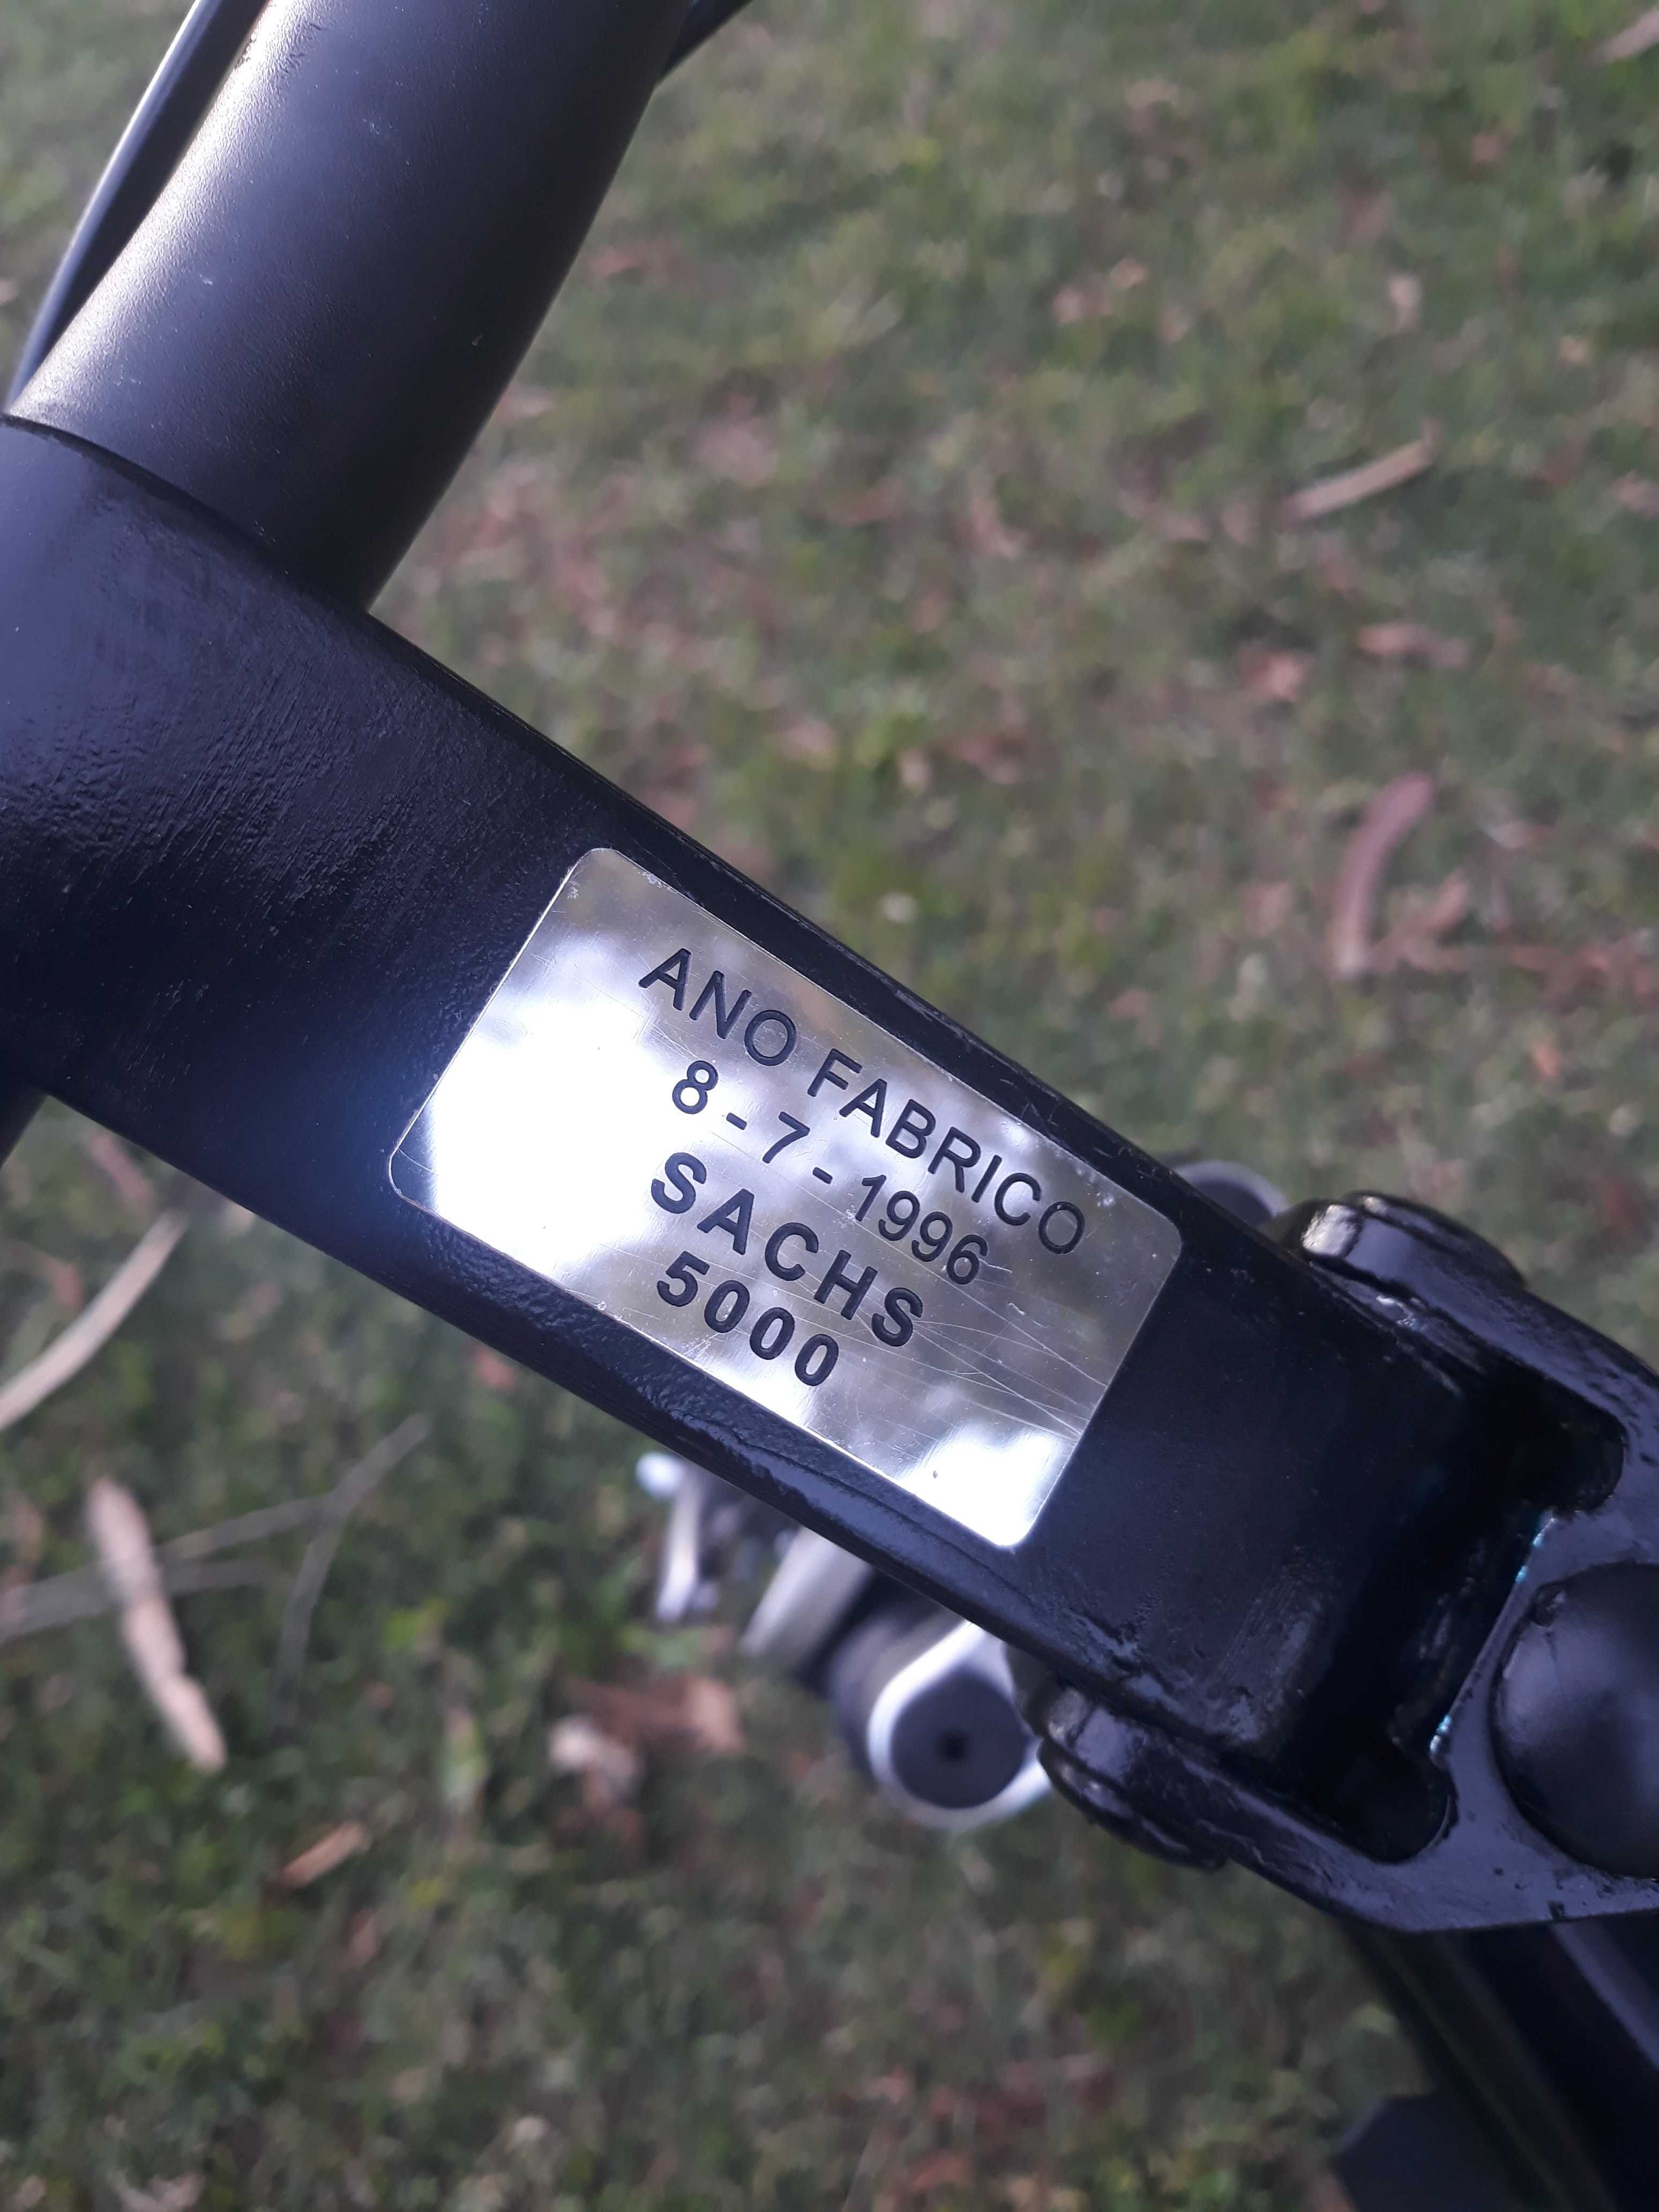 ANO FABRICO
8 - 7 - 1996
SACHS
5000